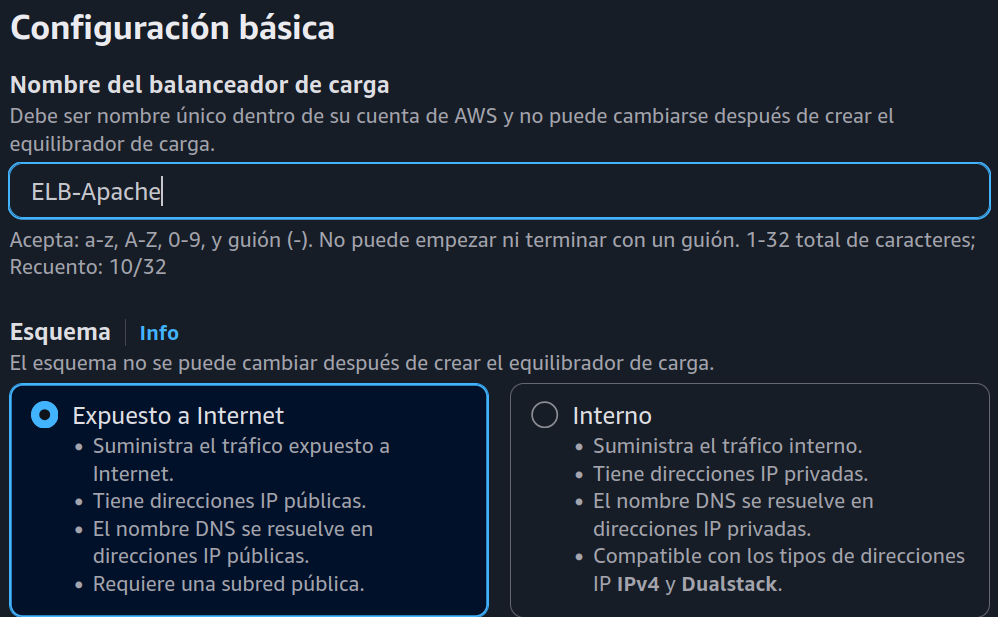 Configuración básica
Nombre del balanceador de carga
Debe ser nombre único dentro de su cuenta de AWS y no puede cambiarse después de crear el
equilibrador de carga.
ELB-Apache
Acepta: a-z, A-Z, 0-9, y guión (-). No puede empezar ni terminar con un guión. 1-32 total de caracteres;
Recuento: 10/32
Esquema | Info
El esquema no se puede cambiar después de crear el equilibrador de carga.
Expuesto a Internet
• Suministra el tráfico expuesto a
Internet.
• Tiene direcciones IP públicas.
• El nombre DNS se resuelve en
direcciones IP públicas.
• Requiere una subred pública.
Interno
• Suministra el tráfico interno.
• Tiene direcciones IP privadas.
• El nombre DNS se resuelve en
direcciones IP privadas.
• Compatible con los tipos de direcciones
IP IPv4 y Dualstack.